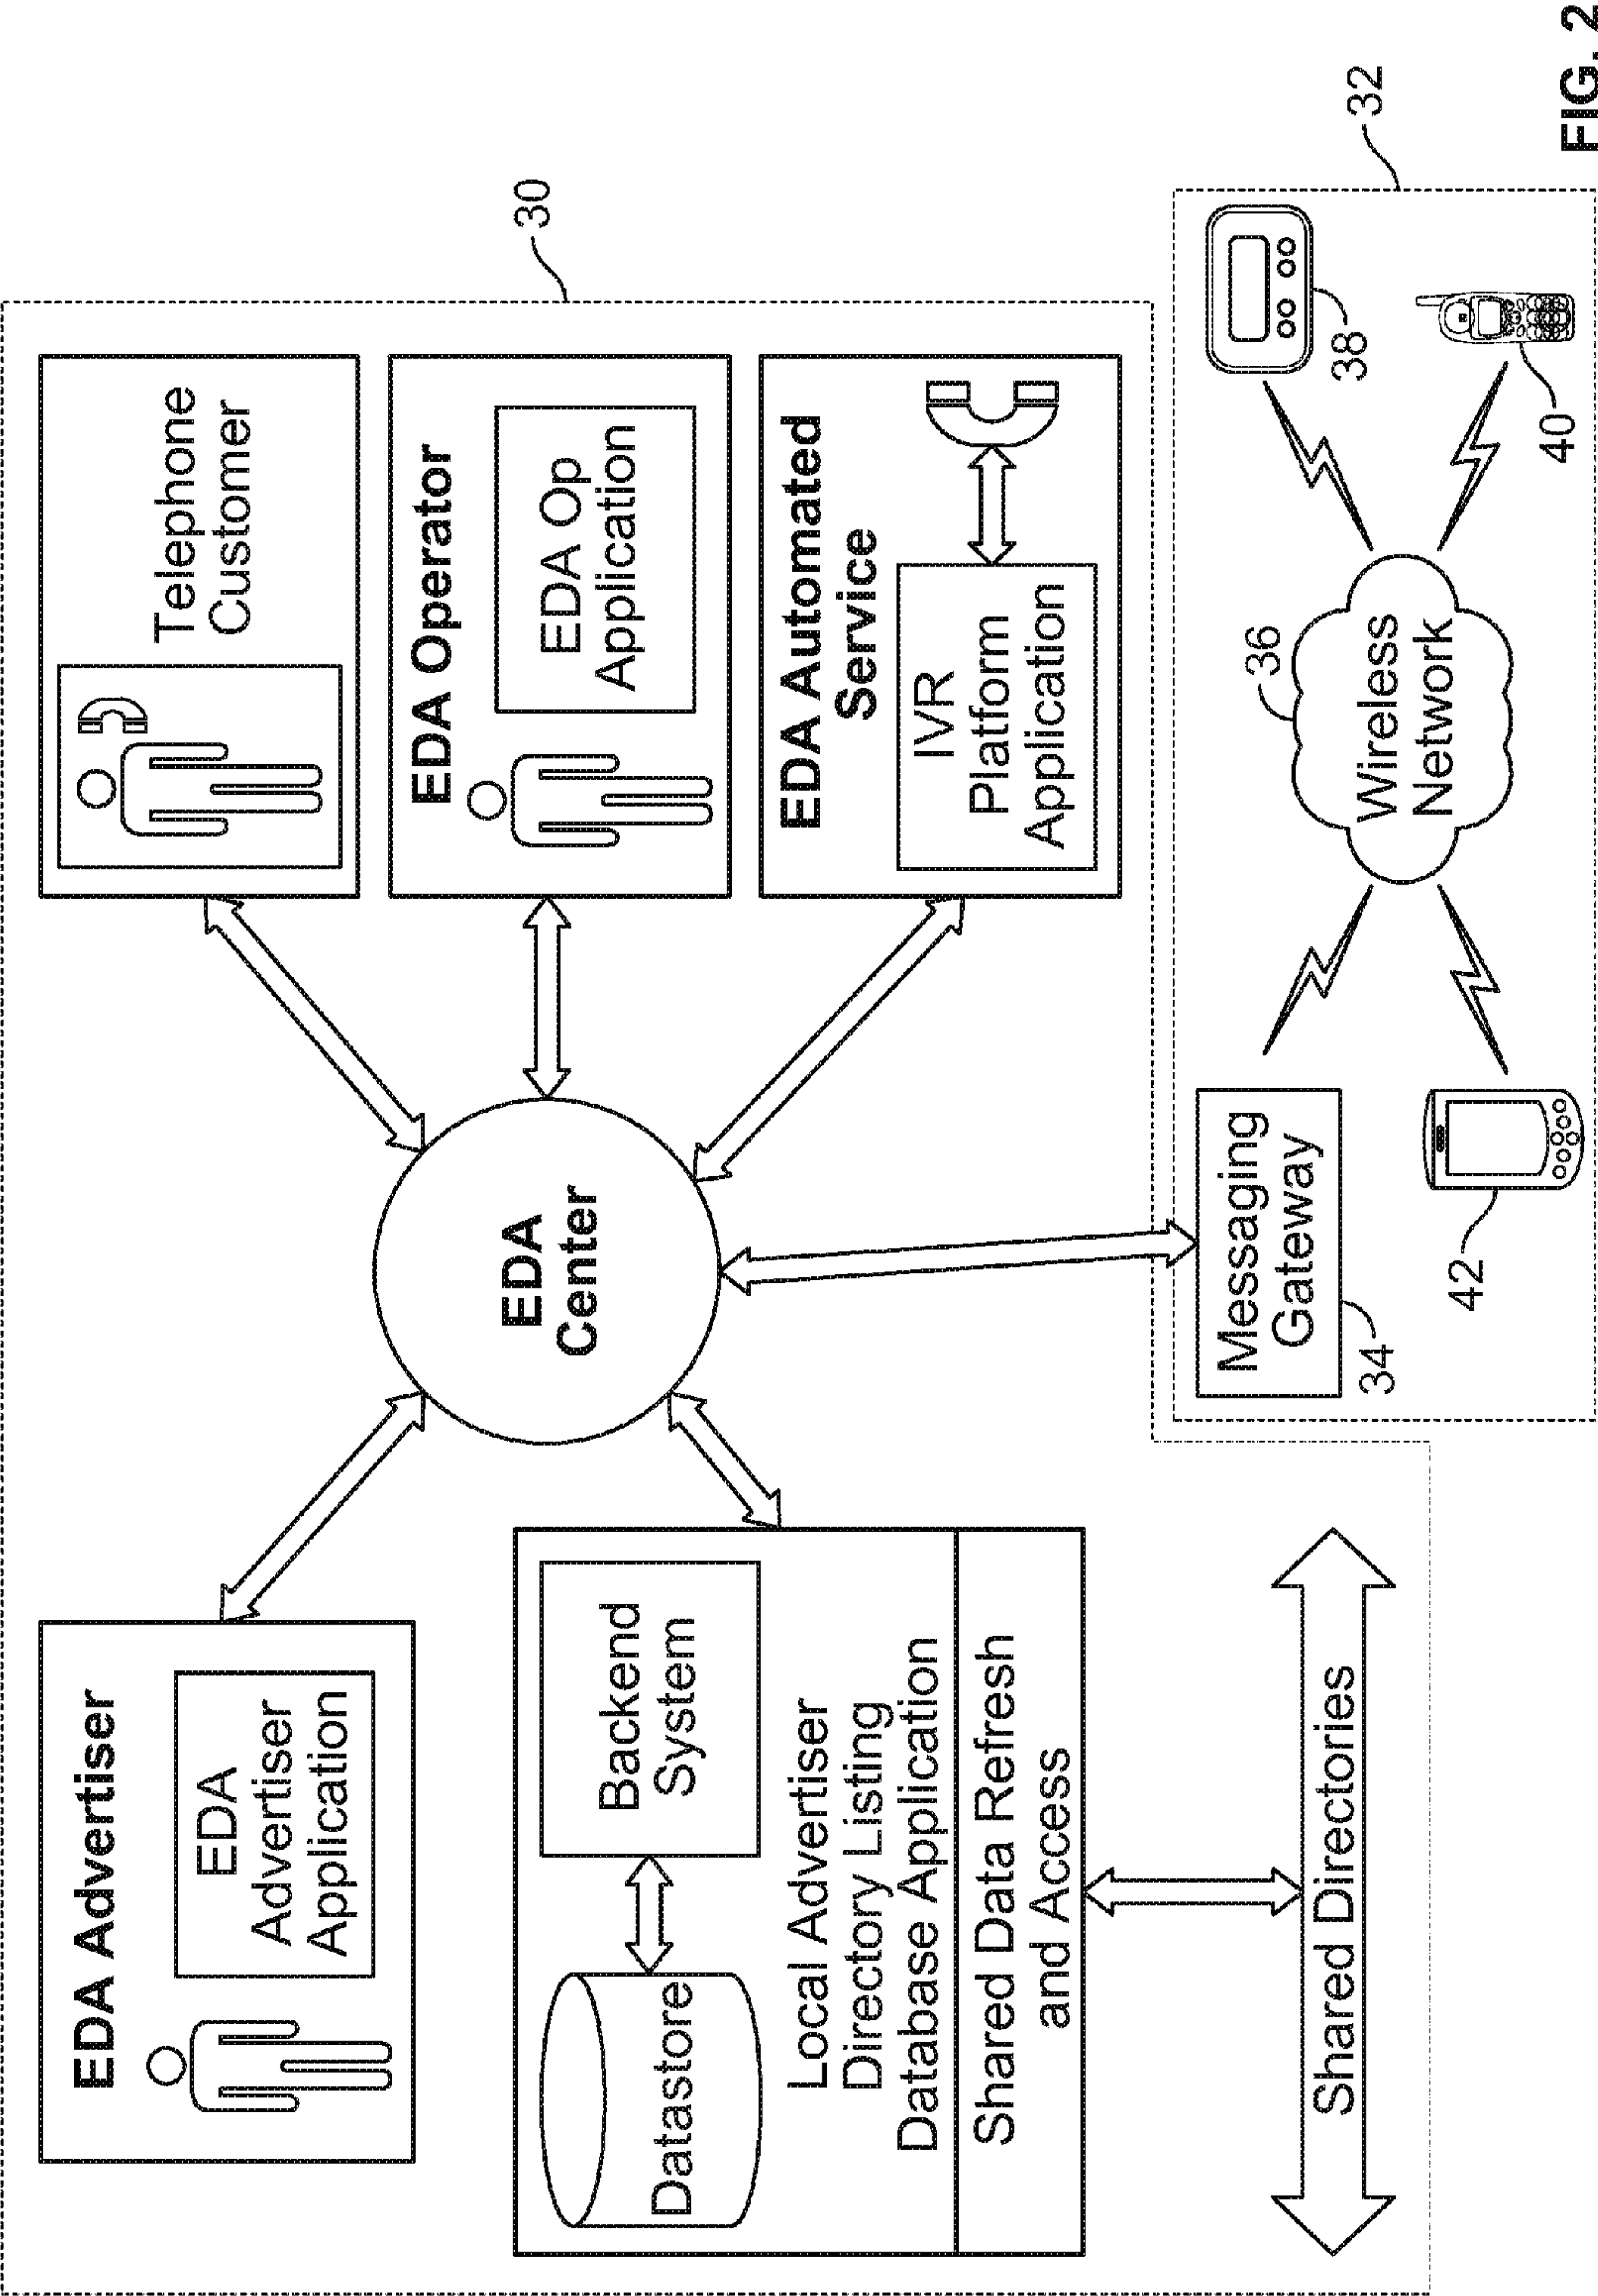 EDA Advertiser
EDA
Advertiser
Application
Datastore
Backend
System
Local Advertiser
Directory Listing
Database Application
Shared Data Refresh
and Access
Shared Directories
EDA
Center
Telephone
Customer
EDA Operator
EDA Op
Application
EDA Automated
Service
IVR
Platform
Application
30
Messaging
Gateway
34
42
36
Wireless
Network
38
40
32
FIG. 2